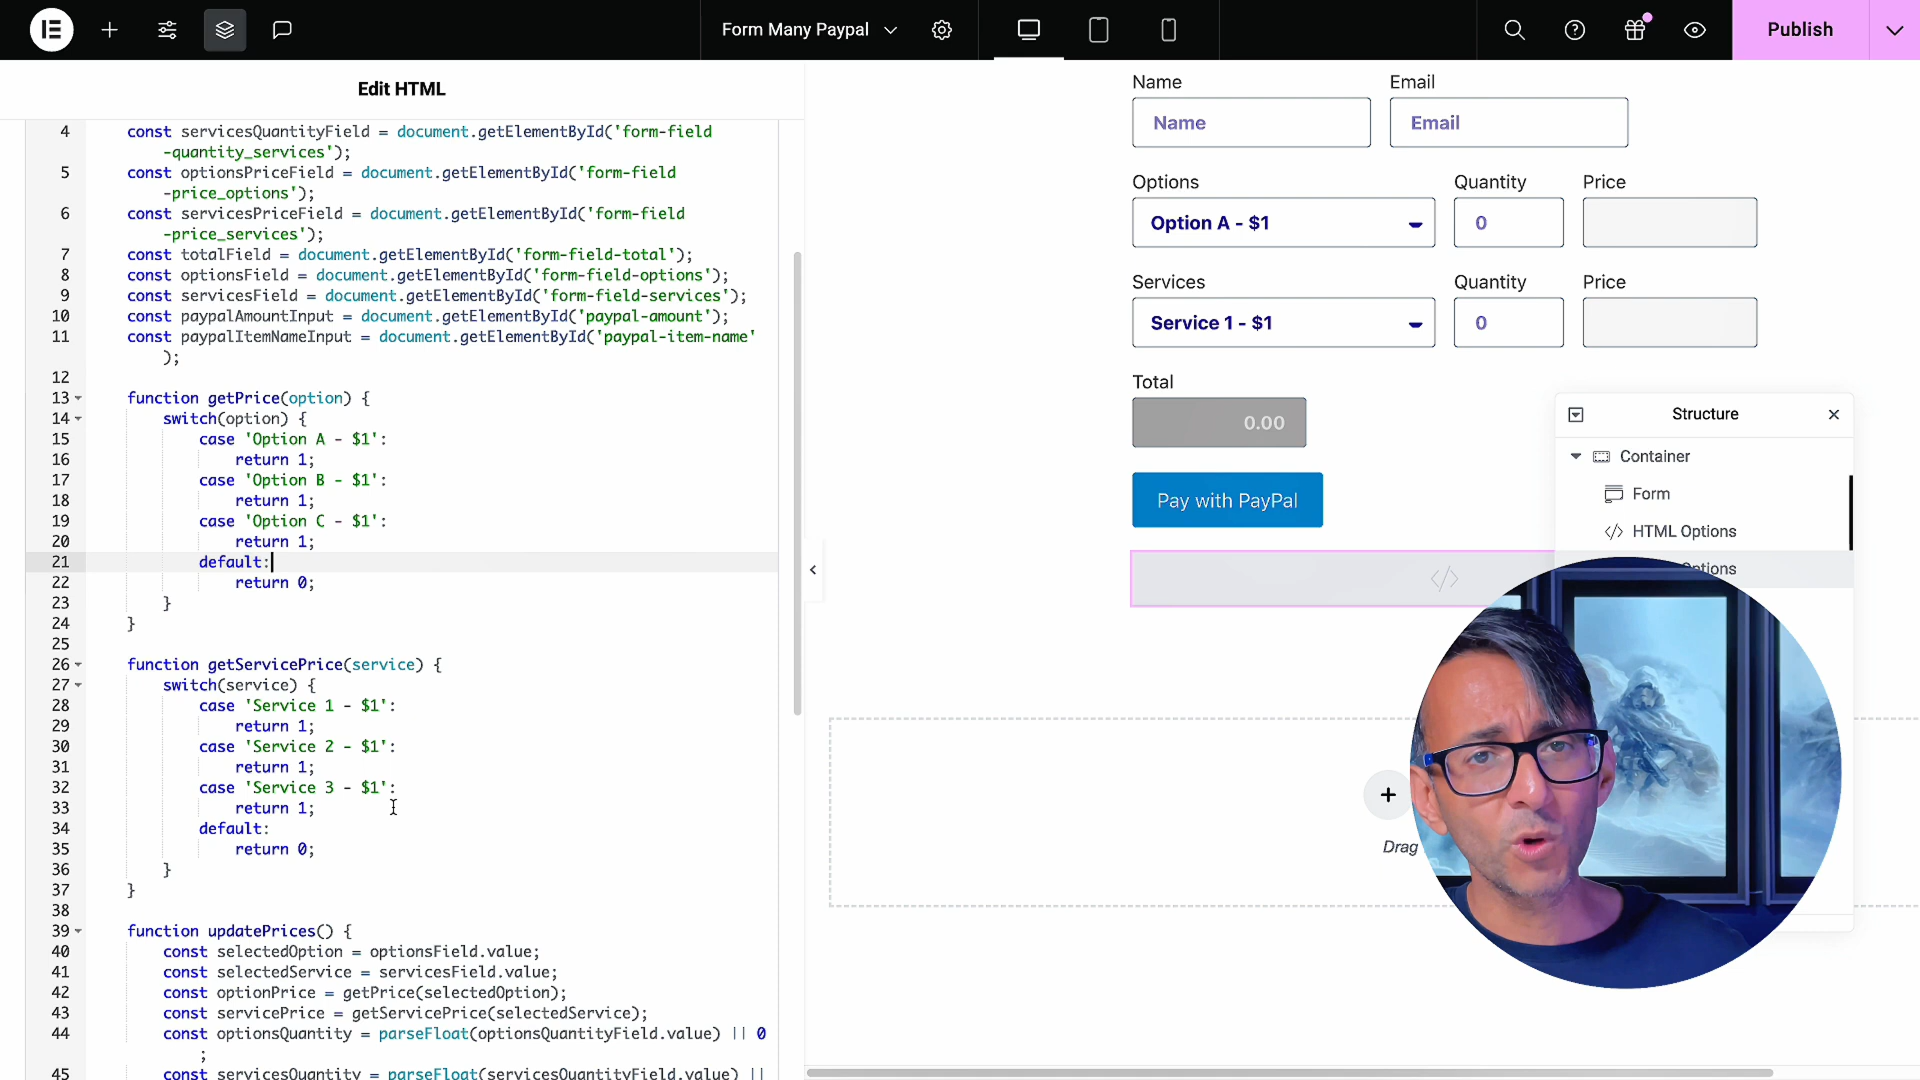 Form Many Paypal
Publish
Edit HTML
4 const servicesQuantityField = document.getElementById('form-field
-quantity_services');
5 const optionsPriceField = document.getElementById('form-field
-price_options');
6 const servicesPriceField = document.getElementById('form-field
-price_services');
7 const totalField = document.getElementById('form-field-total');
8 const optionsField = document.getElementById('form-field-options');
9 const servicesField = document.getElementById('form-field-services');
10 const paypalAmountInput = document.getElementById('paypal-amount');
11 const paypalItemNameInput = document.getElementById('paypal-item-name'
);
12
13 function getPrice(option) {
14 switch(option) {
15 case 'Option A - $1':
16 return 1;
17 case 'Option B - $1':
18 return 1;
19 case 'Option C - $1':
20 return 1;
21 default:
22 return 0;
23 }
24 }
25
26 function getServicePrice(service) {
27 switch(service) {
28 case 'Service 1 - $1':
29 return 1;
30 case 'Service 2 - $1':
31 return 1;
32 case 'Service 3 - $1':
33 return 1;
34 default:
35 return 0;
36 }
37 }
38
39 function updatePrices() {
40 const selectedOption = optionsField.value;
41 const selectedService = servicesField.value;
42 const optionPrice = getPrice(selectedOption);
43 const servicePrice = getServicePrice(selectedService);
44 const optionsQuantity = parseFloat(optionsQuantityField.value) || 0
;
45 const servicesQuantity = parseFloat(servicesQuantityField.value) ||
Name Email
Name Email
Options Quantity Price
Option A - $1 0
Services Quantity Price
Service 1 - $1 0
Total
0.00
Pay with PayPal
Structure
Container
Form
HTML Options
Drag